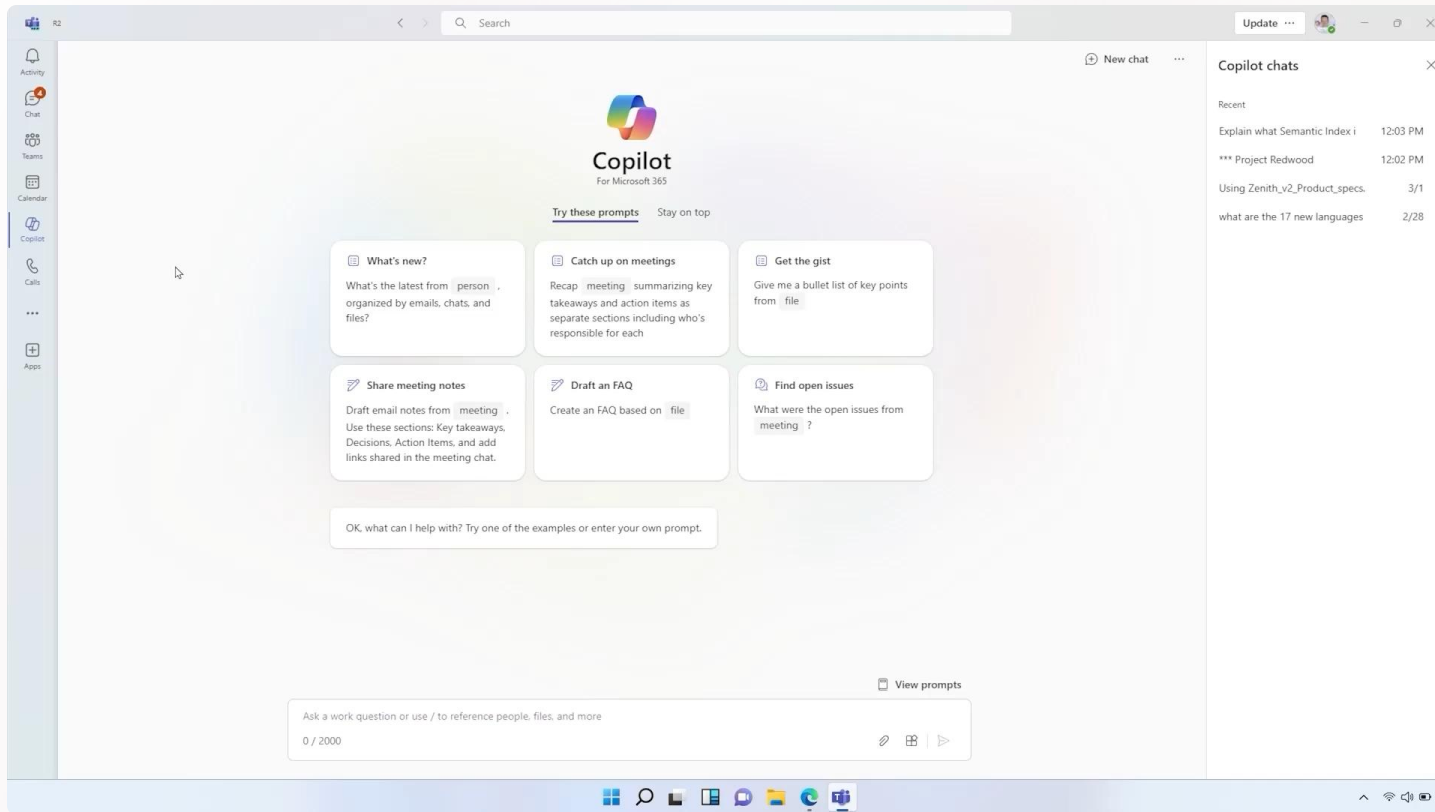 R2
Search
Update
Activity
4
Chat
Teams
Calendar
Copilot
Calls
Apps
New chat
Copilot
For Microsoft 365
Try these prompts Stay on top
What's new?
What's the latest from person ,
organized by emails, chats, and
files?
Catch up on meetings
Recap meeting summarizing key
takeaways and action items as
separate sections including who's
responsible for each
Get the gist
Give me a bullet list of key points
from file
Share meeting notes
Draft email notes from meeting .
Use these sections: Key takeaways,
Decisions, Action Items, and add
links shared in the meeting chat.
Draft an FAQ
Create an FAQ based on file
Find open issues
What were the open issues from
meeting ?
OK, what can I help with? Try one of the examples or enter your own prompt.
View prompts
Ask a work question or use / to reference people, files, and more
0 / 2000
Copilot chats
Recent
Explain what Semantic Index i 12:03 PM
*** Project Redwood 12:02 PM
Using Zenith_v2_Product_specs. 3/1
what are the 17 new languages 2/28